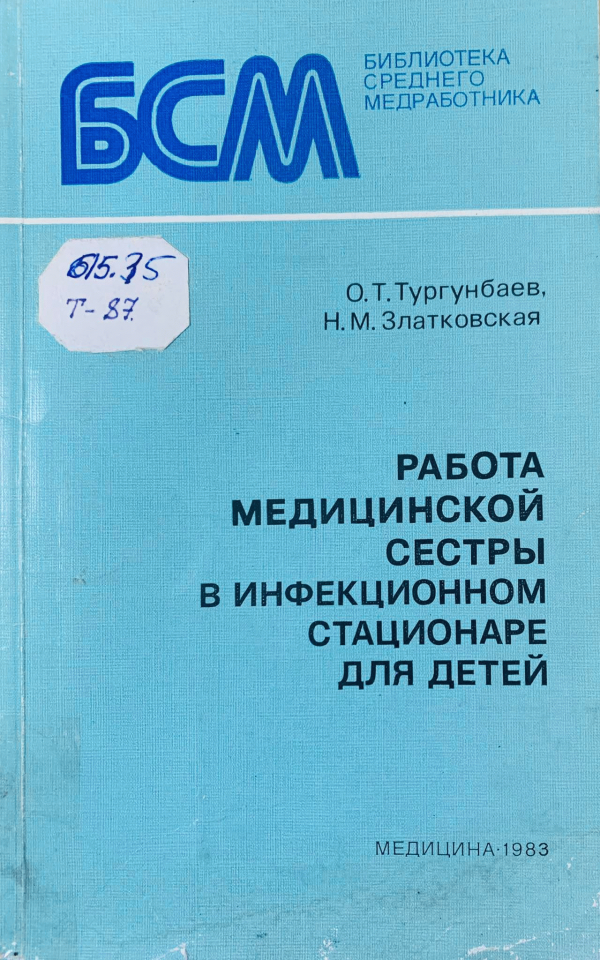 БСМ
БИБЛИОТЕКА
СРЕДНЕГО
МЕДРАБОТНИКА
615.35
Т-87.
О.Т.Тургунбаев,
Н.М.Златковская
РАБОТА
МЕДИЦИНСКОЙ
СЕСТРЫ
В ИНФЕКЦИОННОМ
СТАЦИОНАРЕ
ДЛЯ ДЕТЕЙ
МЕДИЦИНА·1983